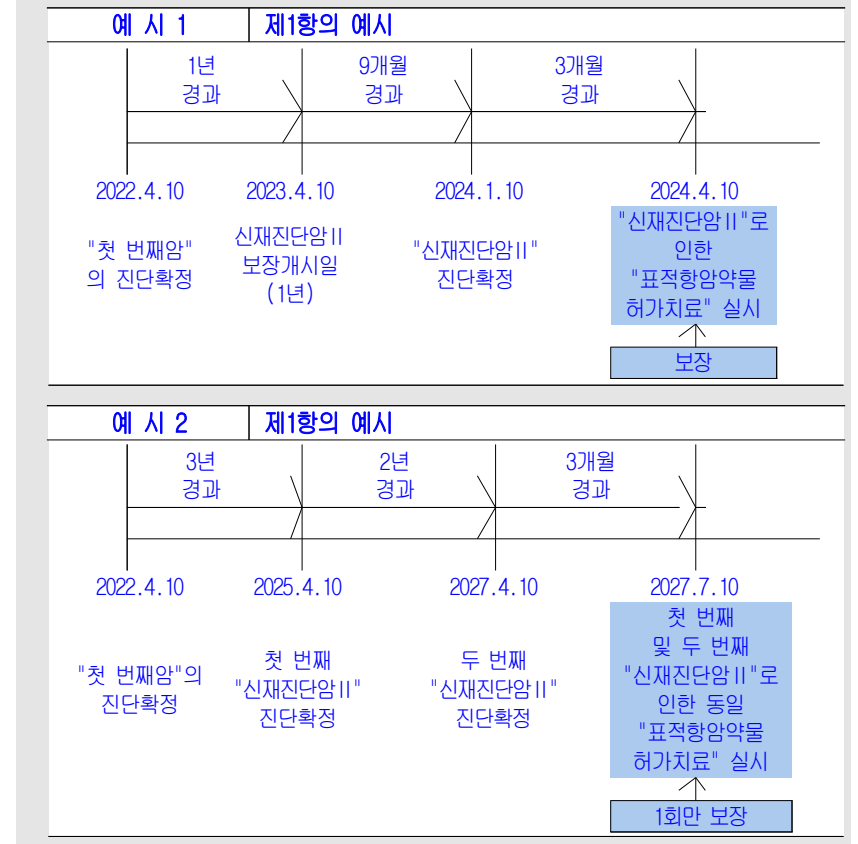 예 시 1 제1항의 예시
1년 9개월 3개월
경과 경과 경과
2022.4.10 2023.4.10 2024.1.10 2024.4.10
"첫 번째암"
의 진단확정
신재진단암Ⅱ
보장개시일
(1년)
"신재진단암Ⅱ"
진단확정
"신재진단암Ⅱ"로
인한
"표적항암약물
허가치료" 실시
보장
예 시 2 제1항의 예시
3년 2년 3개월
경과 경과 경과
2022.4.10 2025.4.10 2027.4.10 2027.7.10
"첫 번째암"의
진단확정
첫 번째
"신재진단암Ⅱ"
진단확정
두 번째
"신재진단암Ⅱ"
진단확정
첫 번째
및 두 번째
"신재진단암Ⅱ"로
인한 동일
"표적항암약물
허가치료" 실시
1회만 보장